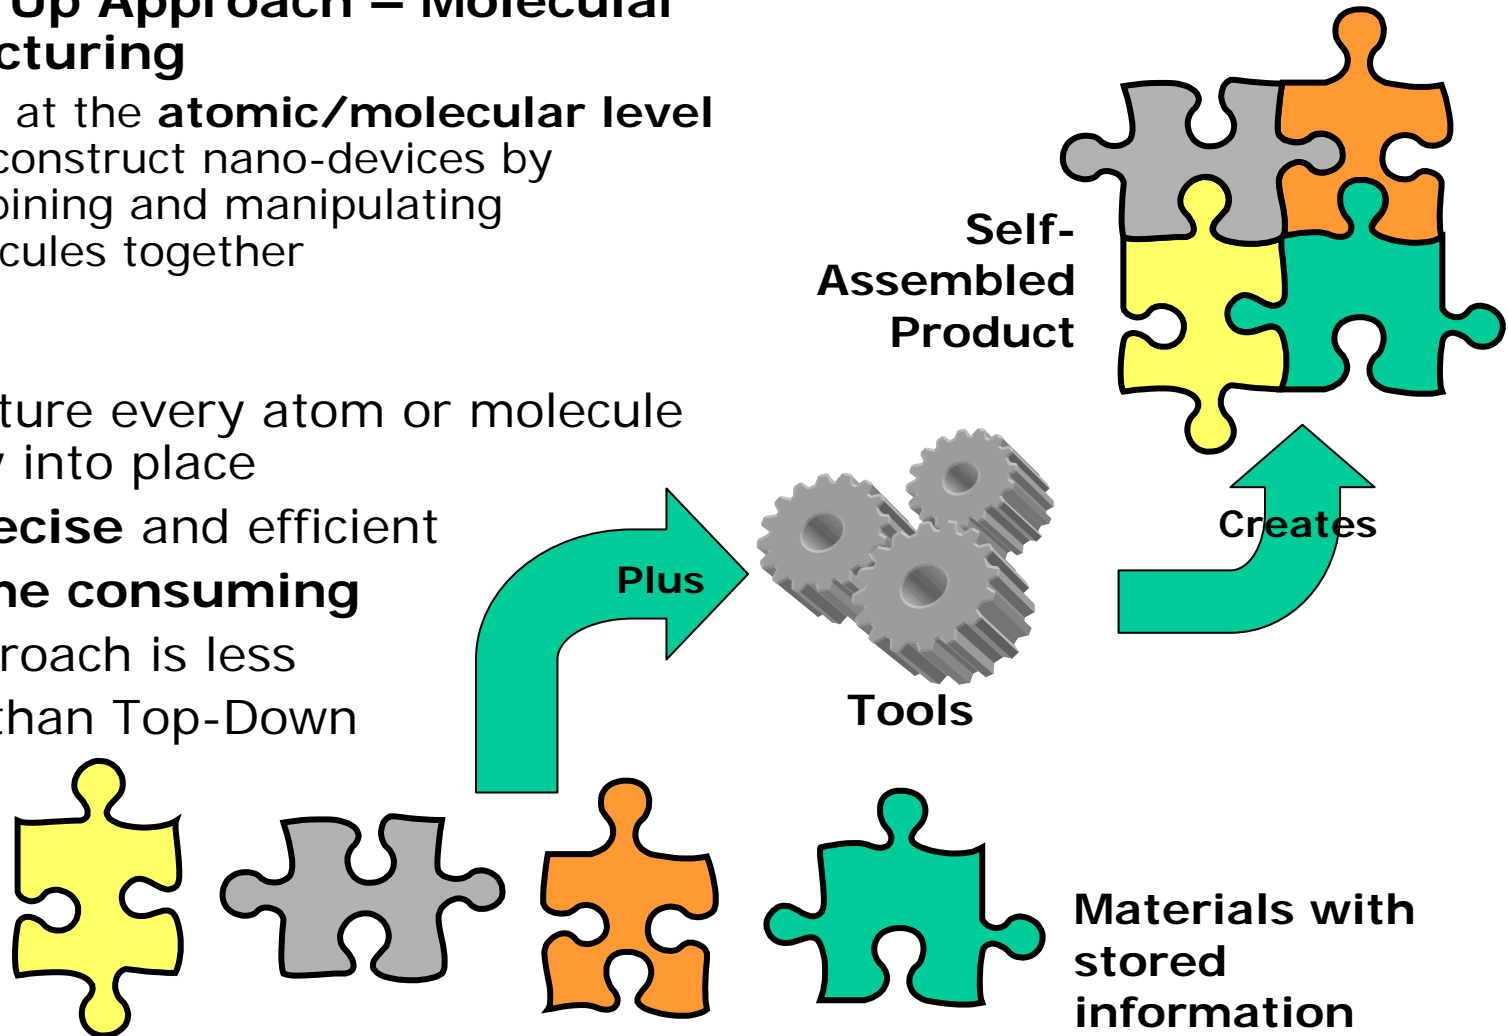 Up Approach – Molecular
cturing
at the atomic/molecular level
construct nano-devices by
bining and manipulating
cules together
Self-
Assembled
Product
ture every atom or molecule
into place
ecise and efficient
ne consuming
roach is less
than Top-Down
Plus
Creates
Tools
Materials with
stored
information